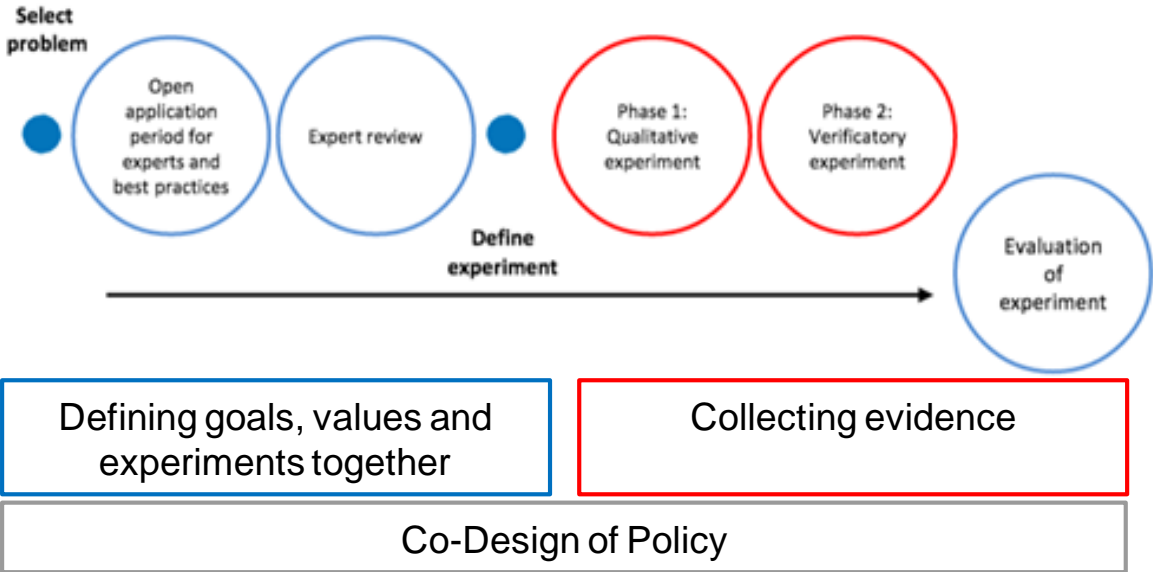 Select
problem
Open
application
period for
experts and
best practices
Expert review
Define
experiment
Phase 1:
Qualitative
experiment
Phase 2:
Verificatory
experiment
Evaluation
of
experiment
Defining goals, values and
experiments together
Collecting evidence
Co-Design of Policy